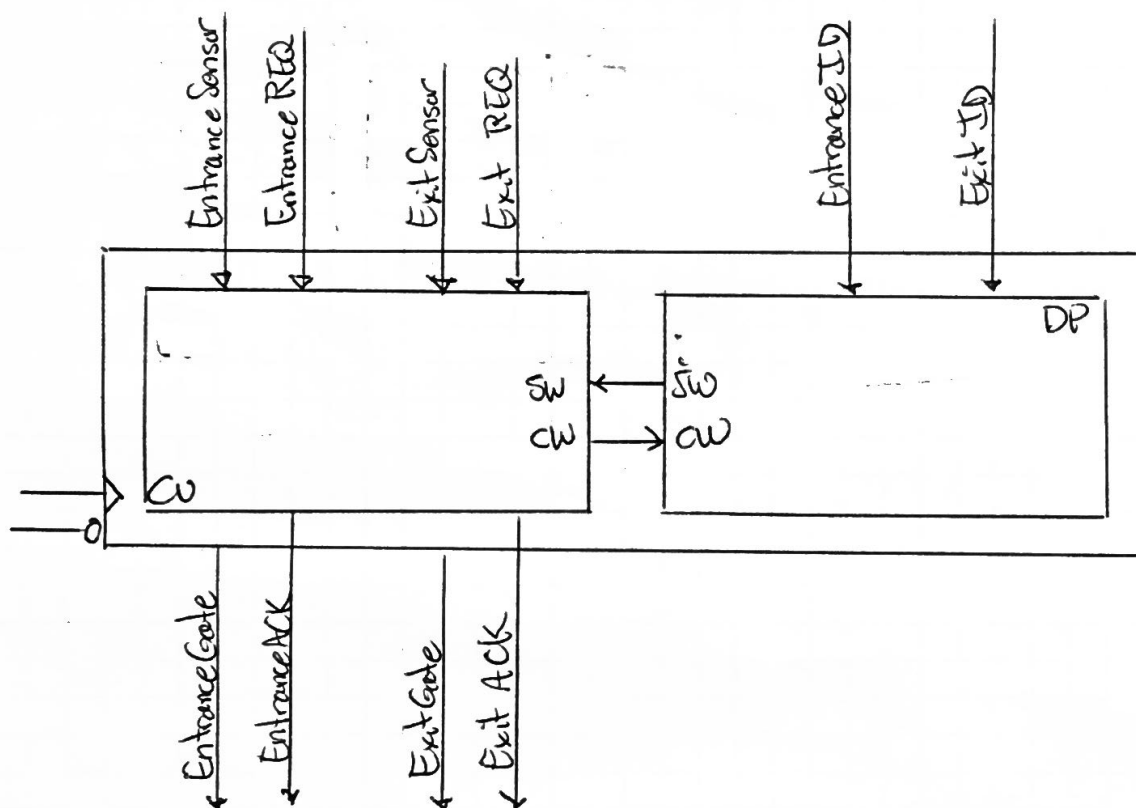 Entrance Sensor
Entrance REQ
Exit Sensor
Exit REQ
Entrance ID
Exit ID
DP
SW
SW
CW
CW
CU
Entrance Gate
Entrance ACK
Exit Gate
Exit ACK